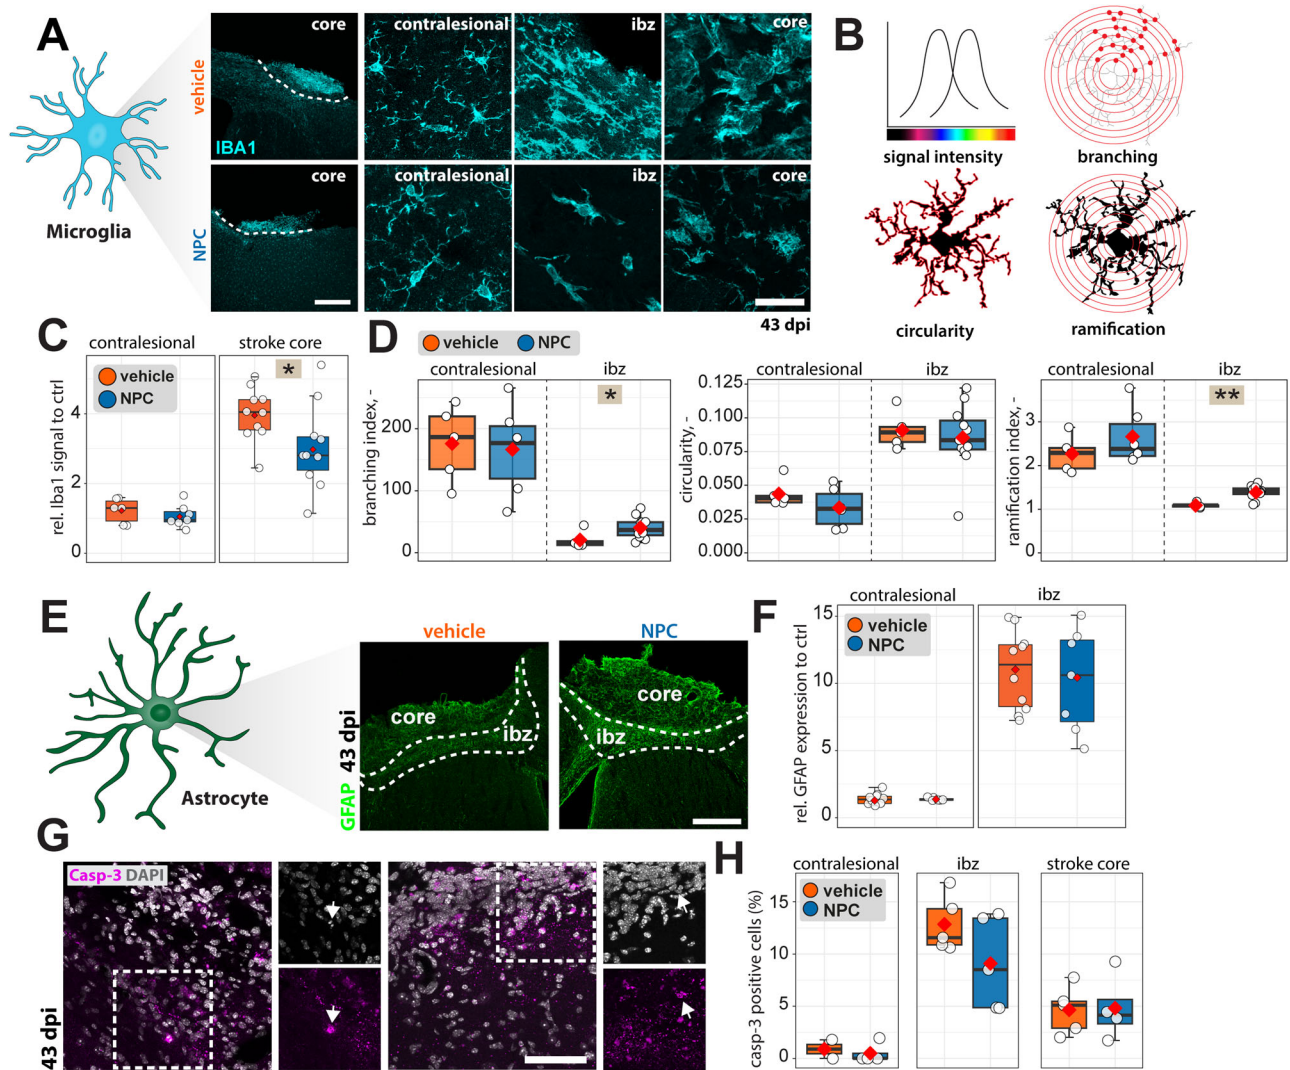 A
core
contralesional
ibz
core
B
vehicle
IBA1
signal intensity
branching
Microglia
NPC
core
contralesional
ibz
core
43 dpi
circularity
ramification
C
contralesional
stroke core
vehicle
NPC
*
rel. Iba1 signal to ctrl
4
2
0
D
vehicle
NPC
contralesional
ibz
*
branching index, -
200
100
0
contralesional
ibz
circularity, -
0.125
0.100
0.075
0.050
0.025
0.000
contralesional
ibz
**
ramification index, -
3
2
1
0
E
Astrocyte
vehicle
NPC
core
ibz
core
ibz
GFAP 43 dpi
F
contralesional
ibz
vehicle
NPC
rel. GFAP expression to ctrl
15
10
5
0
G
Casp-3 DAPI
43 dpi
H
contralesional
ibz
stroke core
vehicle
NPC
casp-3 positive cells (%)
15
10
5
0